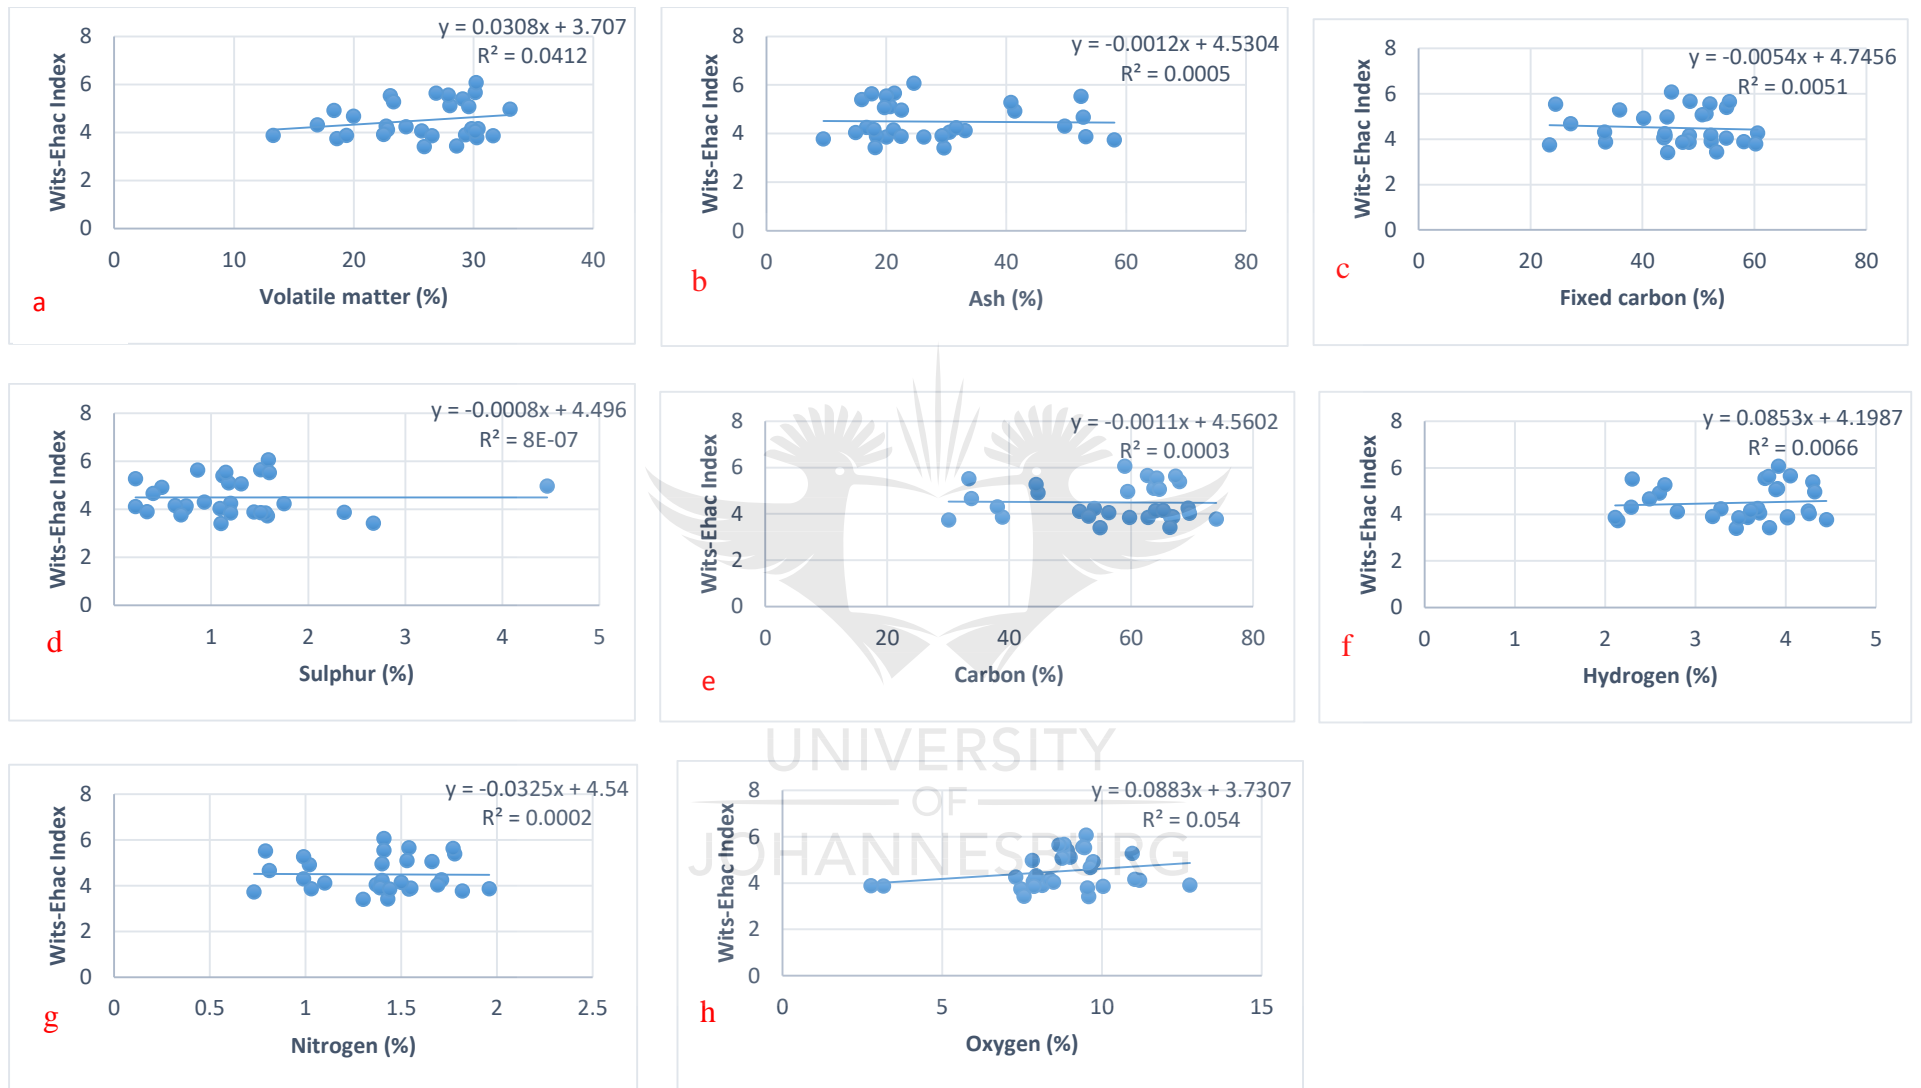 y = 0.0308x + 3.707
R² = 0.0412
Wits-Ehac Index
8
6
4
2
0
0 10 20 30 40
Volatile matter (%)
a
y = -0.0012x + 4.5304
R² = 0.0005
Wits-Ehac Index
8
6
4
2
0
0 20 40 60 80
Ash (%)
b
y = -0.0054x + 4.7456
R² = 0.0051
Wits-Ehac Index
8
6
4
2
0
0 20 40 60 80
Fixed carbon (%)
c
y = -0.0008x + 4.496
R² = 8E-07
Wits-Ehac Index
8
6
4
2
0
1 2 3 4 5
Sulphur (%)
d
y = -0.0011x + 4.5602
R² = 0.0003
Wits-Ehac Index
8
6
4
2
0
0 20 40 60 80
Carbon (%)
e
y = 0.0853x + 4.1987
R² = 0.0066
Wits-Ehac Index
8
6
4
2
0
0 1 2 3 4 5
Hydrogen (%)
f
UNIVERSITY
OF
JOHANNESBURG
y = -0.0325x + 4.54
R² = 0.0002
Wits-Ehac Index
8
6
4
2
0
0 0.5 1 1.5 2 2.5
Nitrogen (%)
g
y = 0.0883x + 3.7307
R² = 0.054
Wits-Ehac Index
8
6
4
2
0
0 5 10 15
Oxygen (%)
h